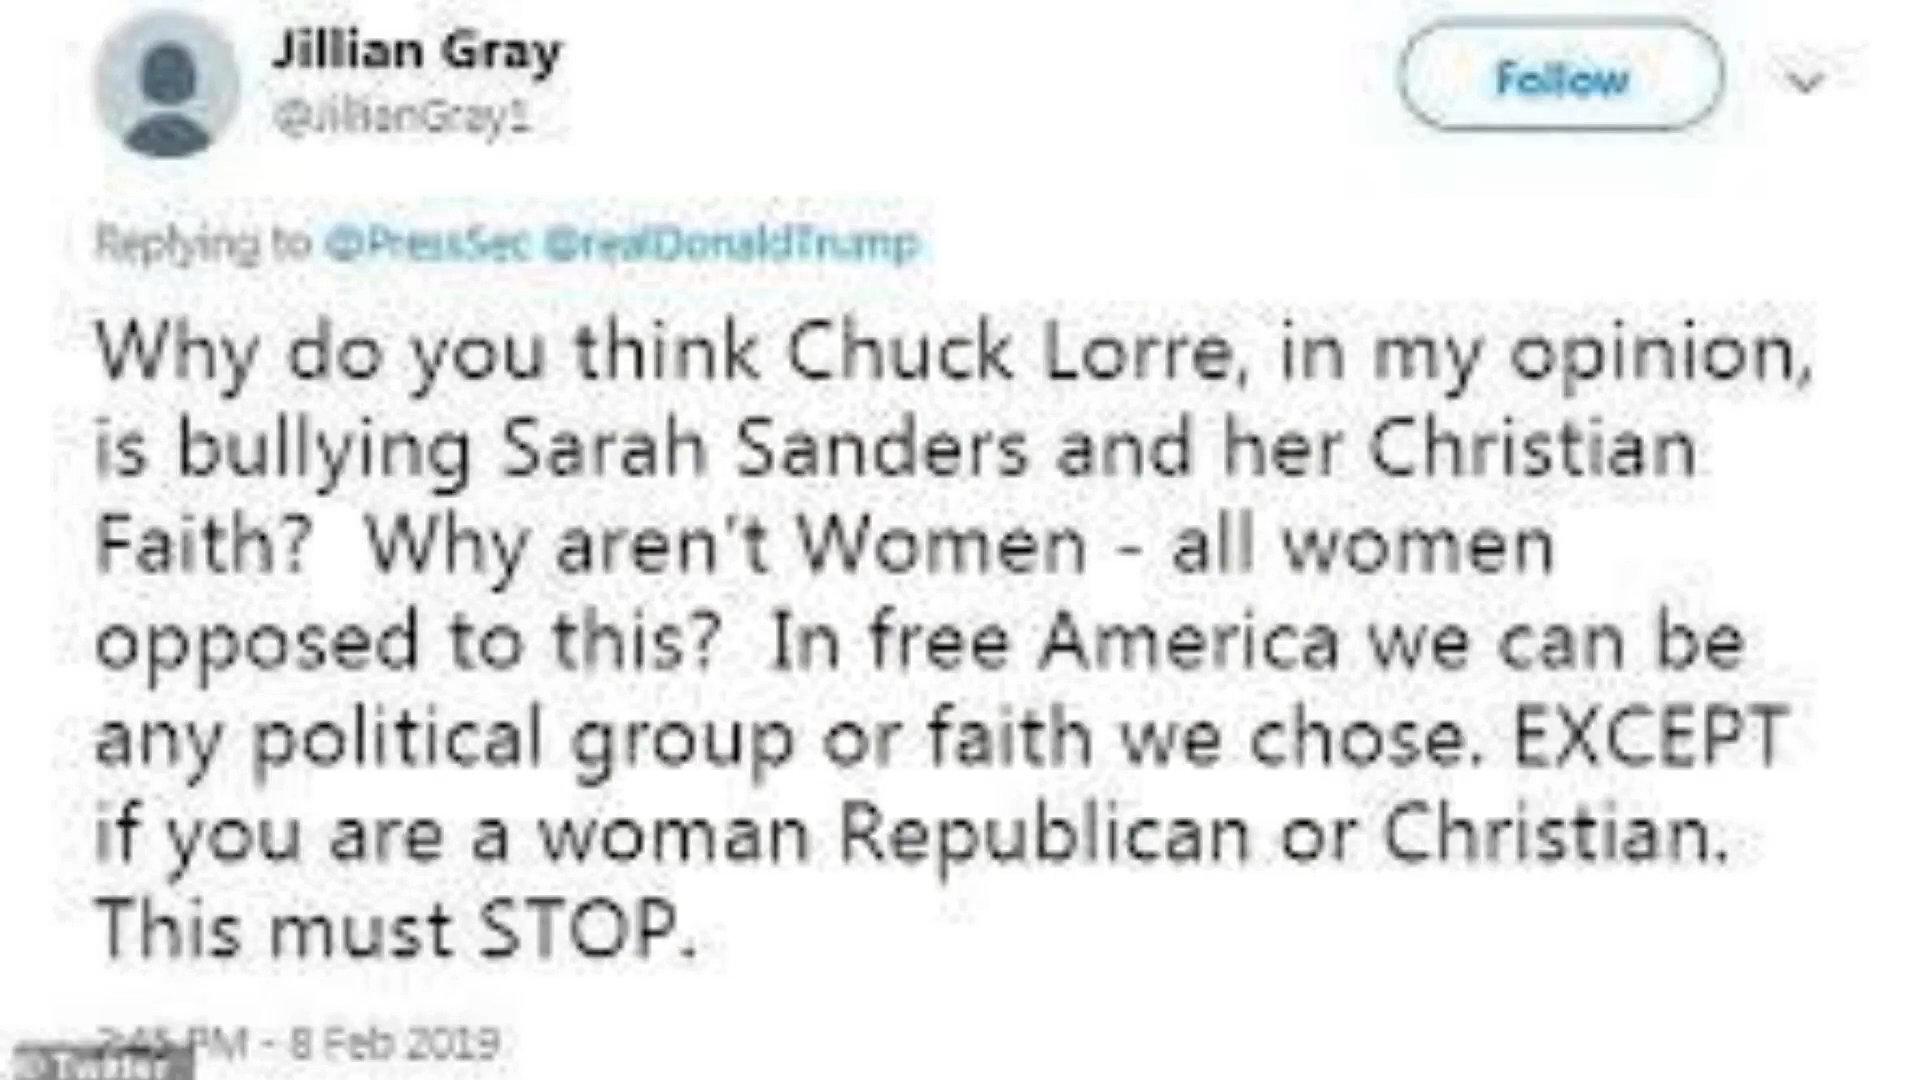 Jillian Gray
@JillianGray1
Follow
Replying to @PressSec @realDonaldTrump
Why do you think Chuck Lorre, in my opinion,
is bullying Sarah Sanders and her Christian
Faith? Why aren't Women - all women
opposed to this? In free America we can be
any political group or faith we chose. EXCEPT
if you are a woman Republican or Christian.
This must STOP.
2:45 PM - 8 Feb 2019
© Twitter